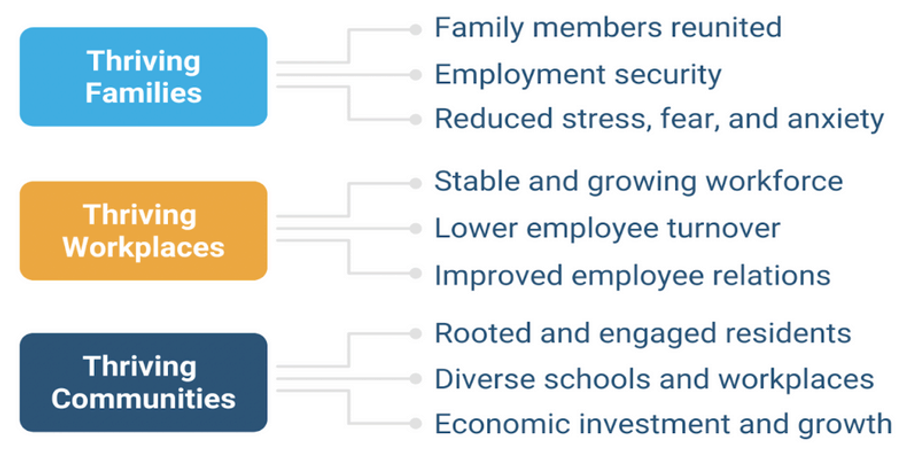 Thriving
Families
Family members reunited
Employment security
Reduced stress, fear, and anxiety
Thriving
Workplaces
Stable and growing workforce
Lower employee turnover
Improved employee relations
Thriving
Communities
Rooted and engaged residents
Diverse schools and workplaces
Economic investment and growth